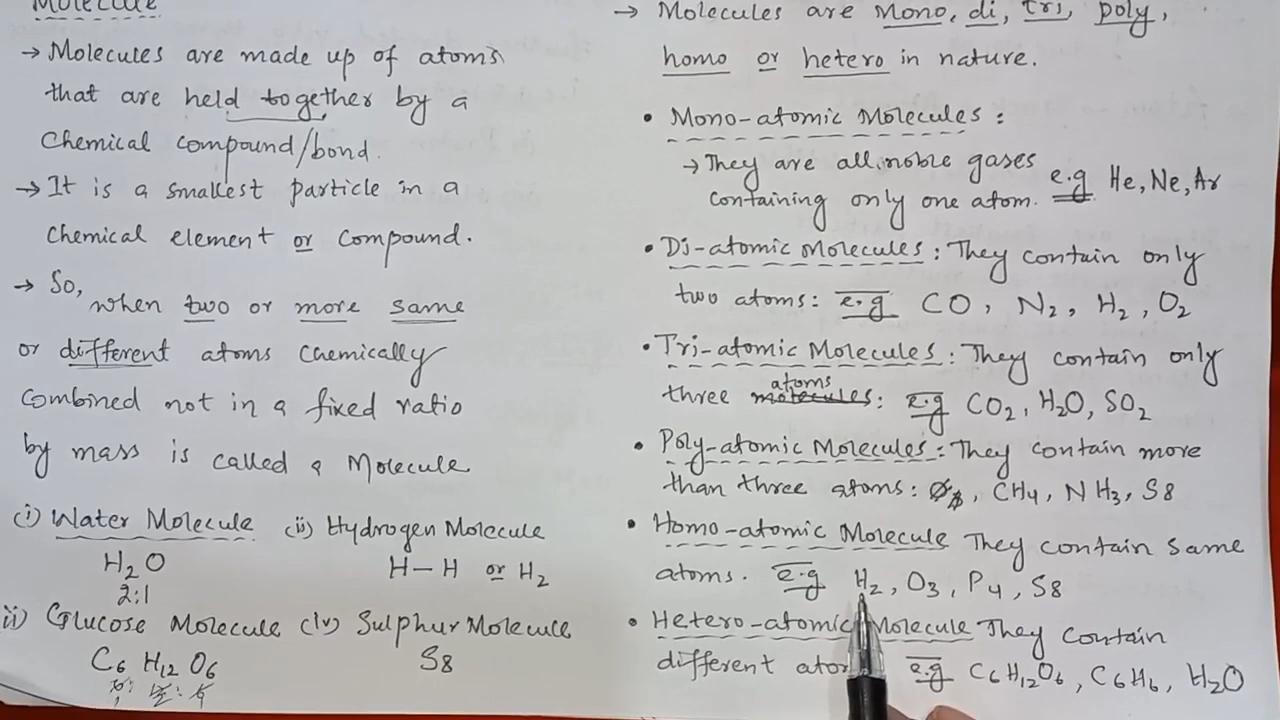 Molecule
→ Molecules are made up of atoms
that are held together by a
chemical compound/bond.
→ It is a smallest particle in a
chemical element or compound.
→ So, when two or more same
or different atoms chemically
combined not in a fixed ratio
by mass is called a Molecule
(i) Water Molecule (ii) Hydrogen Molecule
H2O H-H or H2
2:1
ii) Glucose Molecule (iv) Sulphur Molecule
C6 H12 O6 S8
→ Molecules are Mono, di, tri, poly,
homo or hetero in nature.
• Mono-atomic Molecules:
→ They are all noble gases
containing only one atom. e.g He, Ne, Ar
• Di-atomic Molecules: They contain only
two atoms: e.g CO, N2, H2, O2
• Tri-atomic Molecules: They contain only
three atoms: e.g CO2, H2O, SO2
• Poly-atomic Molecules: They contain more
than three atoms: , CH4, NH3, S8
• Homo-atomic Molecule They contain same
atoms. e.g H2, O3, P4, S8
• Hetero-atomic Molecule They contain
different ato e.g C6H12O6, C6H6, H2O